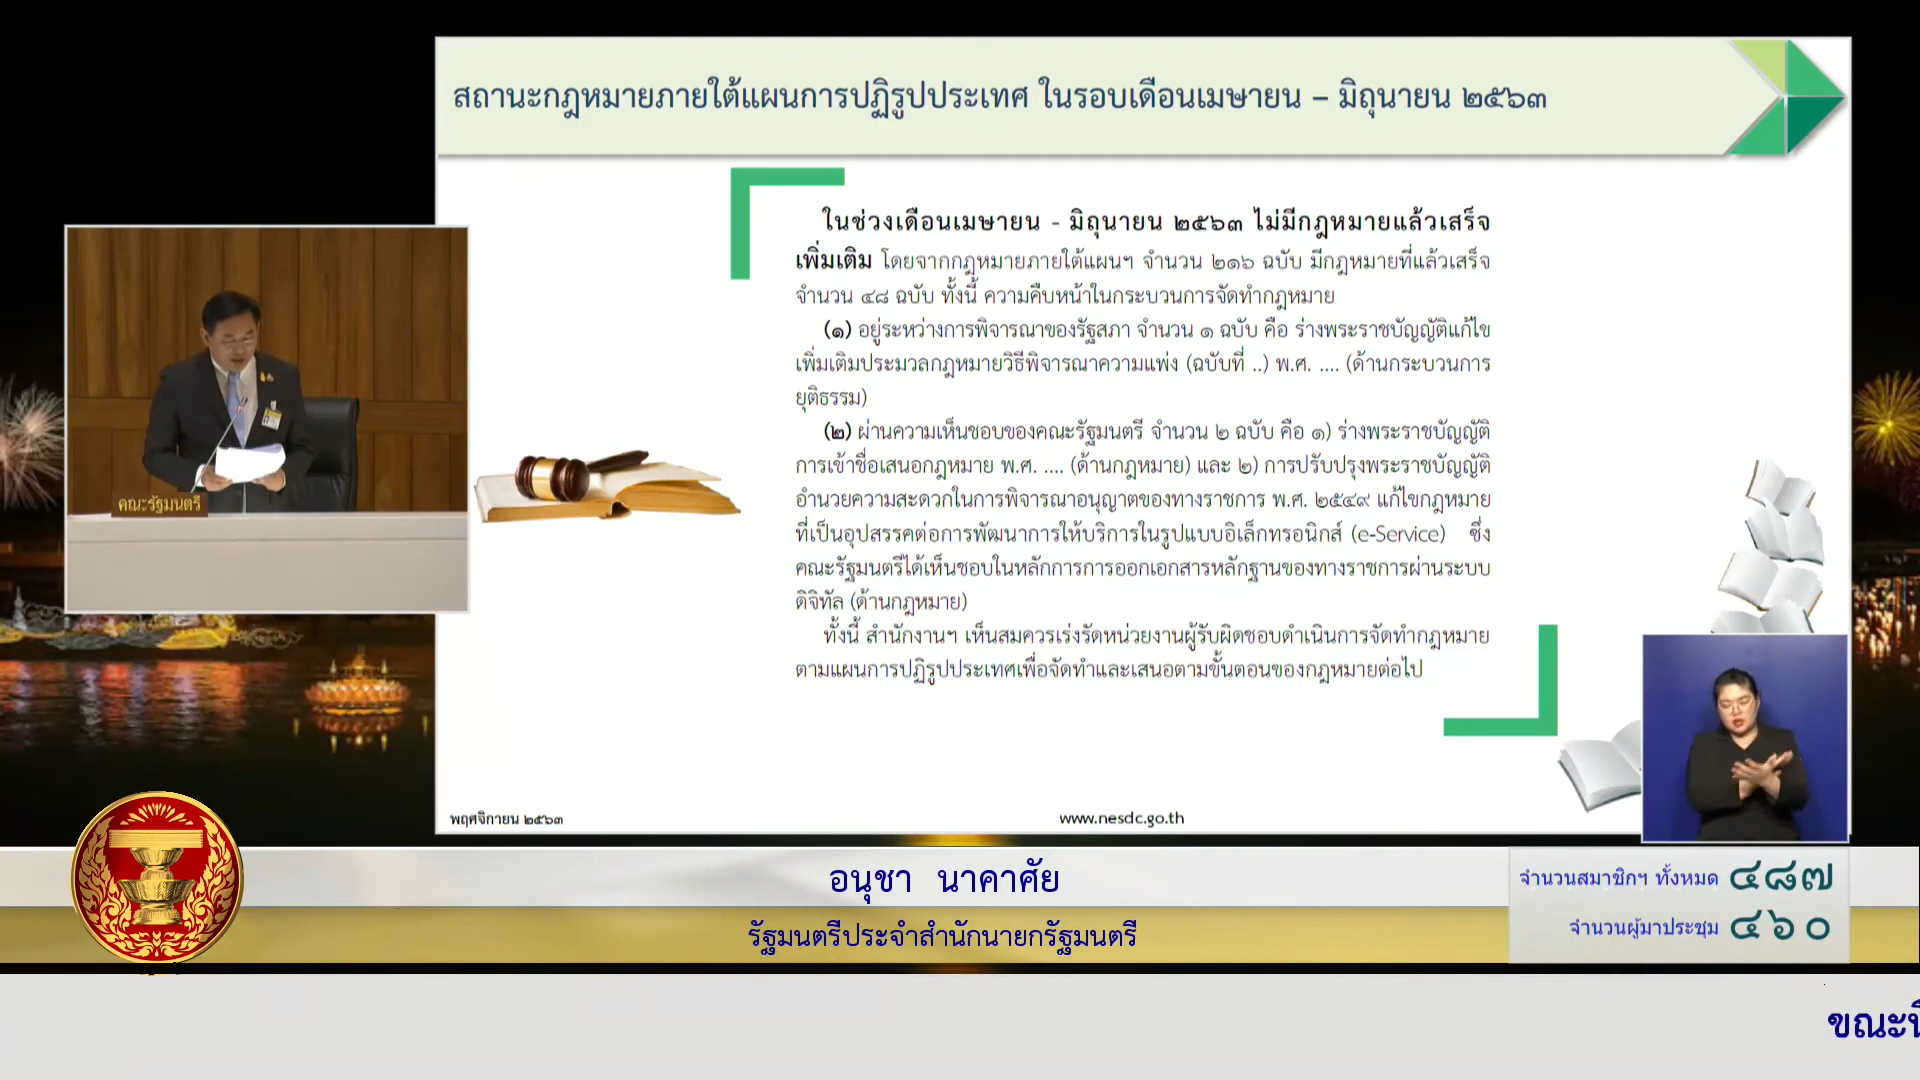 สถานะกฎหมายภายใต้แผนการปฏิรูปประเทศ ในรอบเดือนเมษายน – มิถุนายน ๒๕๖๓
ในช่วงเดือนเมษายน - มิถุนายน ๒๕๖๓ ไม่มีกฎหมายแล้วเสร็จ
เพิ่มเติม โดยจากกฎหมายภายใต้แผนฯ จำนวน ๒๑๖ ฉบับ มีกฎหมายที่แล้วเสร็จ
จำนวน ๔๘ ฉบับ ทั้งนี้ ความคืบหน้าในกระบวนการจัดทำกฎหมาย
(๑) อยู่ระหว่างการพิจารณาของรัฐสภา จำนวน ๑ ฉบับ คือ ร่างพระราชบัญญัติแก้ไข
เพิ่มเติมประมวลกฎหมายวิธีพิจารณาความแพ่ง (ฉบับที่ ..) พ.ศ. .... (ด้านกระบวนการ
ยุติธรรม)
(๒) ผ่านความเห็นชอบของคณะรัฐมนตรี จำนวน ๒ ฉบับ คือ ๑) ร่างพระราชบัญญัติ
การเข้าชื่อเสนอกฎหมาย พ.ศ. .... (ด้านกฎหมาย) และ ๒) การปรับปรุงพระราชบัญญัติ
อำนวยความสะดวกในการพิจารณาอนุญาตของทางราชการ พ.ศ. ๒๕๔๙ แก้ไขกฎหมาย
ที่เป็นอุปสรรคต่อการพัฒนาการให้บริการในรูปแบบอิเล็กทรอนิกส์ (e-Service) ซึ่ง
คณะรัฐมนตรีได้เห็นชอบในหลักการการออกเอกสารหลักฐานของทางราชการผ่านระบบ
ดิจิทัล (ด้านกฎหมาย)
ทั้งนี้ สำนักงานฯ เห็นสมควรเร่งรัดหน่วยงานผู้รับผิดชอบดำเนินการจัดทำกฎหมาย
ตามแผนการปฏิรูปประเทศเพื่อจัดทำและเสนอตามขั้นตอนของกฎหมายต่อไป
คณะรัฐมนตรี
พฤศจิกายน ๒๕๖๓
www.nesdc.go.th
อนุชา นาคาศัย
รัฐมนตรีประจำสำนักนายกรัฐมนตรี
จำนวนสมาชิกฯ ทั้งหมด ๔๘๗
จำนวนผู้มาประชุม ๔๖๐